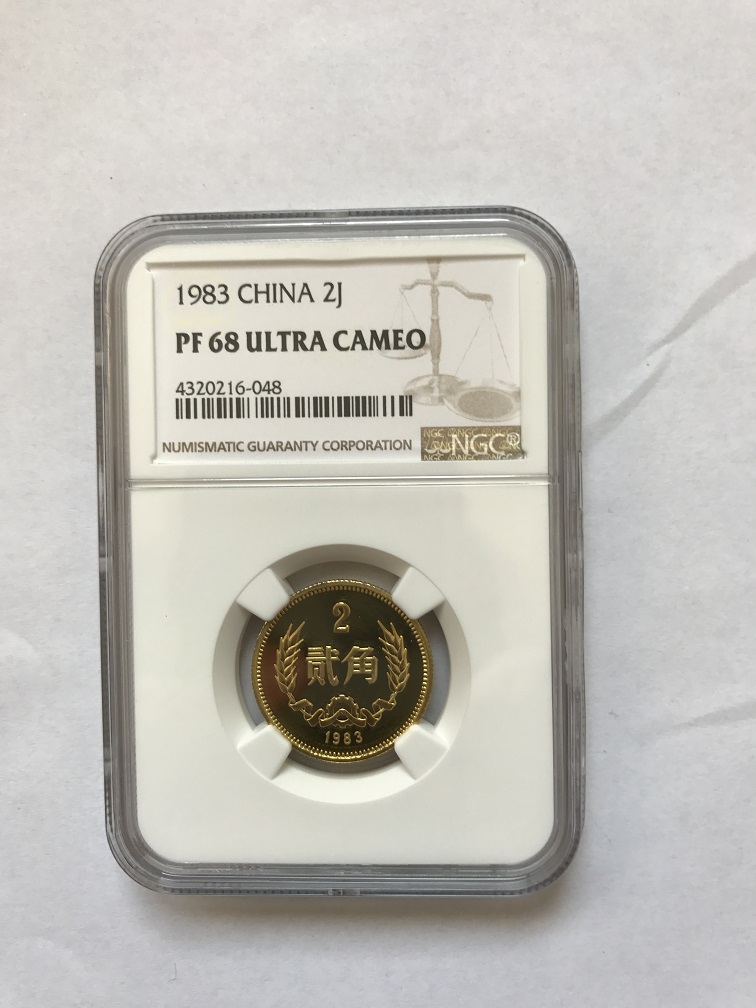 1983 CHINA 2J
PF 68 ULTRA CAMEO
4320216-048
NUMISMATIC GUARANTY CORPORATION
NGC®
2
贰角
1983